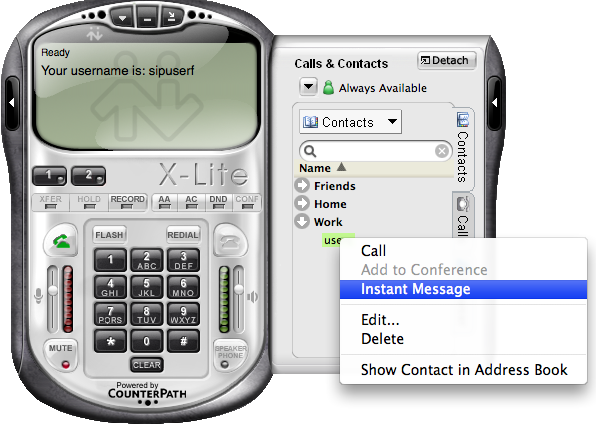 Ready
Your username is: sipuserf
1 2
X-Lite
XFER HOLD RECORD AA AC DND CONF
FLASH REDIAL
1 2 ABC 3 DEF
4 GHI 5 JKL 6 MNO
7 PQRS 8 TUV 9 WXYZ
* 0 #
MUTE CLEAR SPEAKER PHONE
Powered by
COUNTERPATH
Calls & Contacts
Detach
Always Available
Contacts
Name
Friends
Home
Work
Contacts
Call
Add to Conference
Instant Message
Edit...
Delete
Show Contact in Address Book